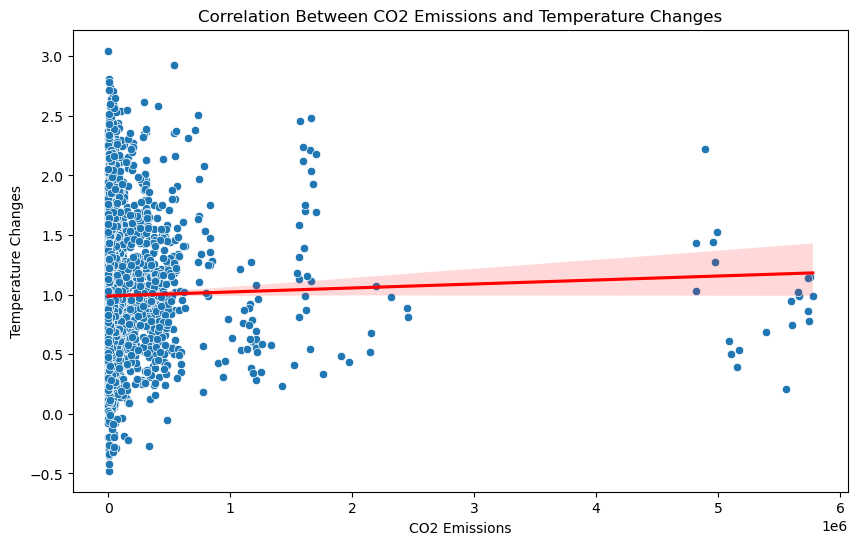 Correlation Between CO2 Emissions and Temperature Changes
Temperature Changes
3.0
2.5
2.0
1.5
1.0
0.5
0.0
−0.5
0 1 2 3 4 5 6
1e6
CO2 Emissions